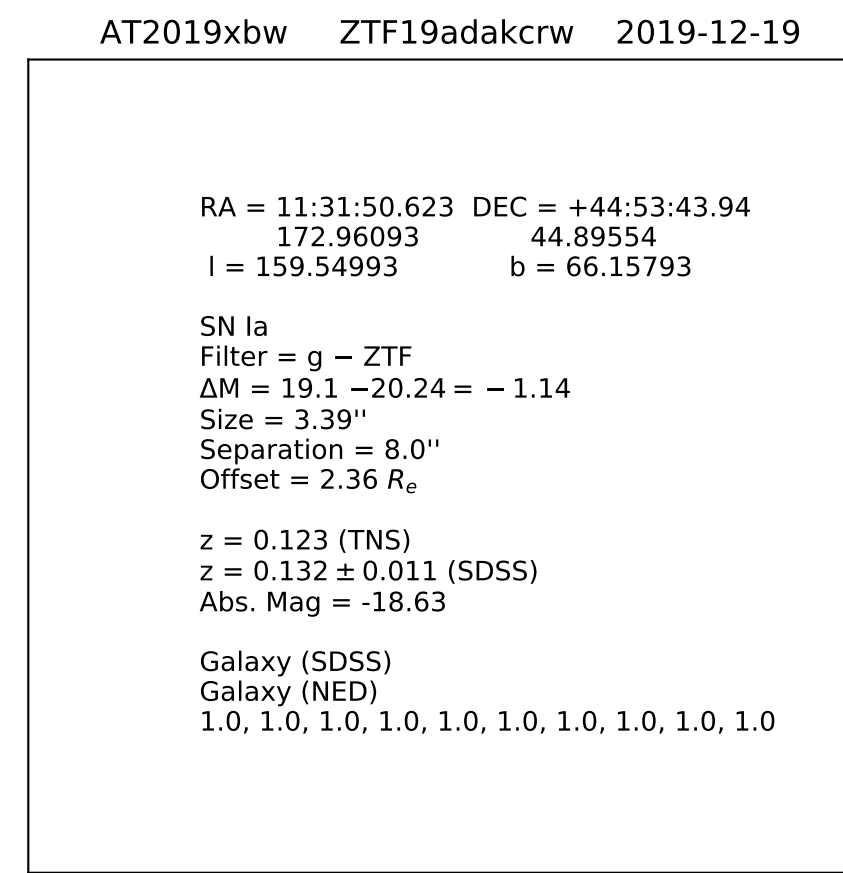 AT2019xbw ZTF19adakcrw 2019-12-19
RA = 11:31:50.623 DEC = +44:53:43.94
172.96093 44.89554
l = 159.54993 b = 66.15793
SN Ia
Filter = g − ZTF
ΔM = 19.1 −20.24 = − 1.14
Size = 3.39''
Separation = 8.0''
Offset = 2.36 Rₑ
z = 0.123 (TNS)
z = 0.132 ± 0.011 (SDSS)
Abs. Mag = -18.63
Galaxy (SDSS)
Galaxy (NED)
1.0, 1.0, 1.0, 1.0, 1.0, 1.0, 1.0, 1.0, 1.0, 1.0